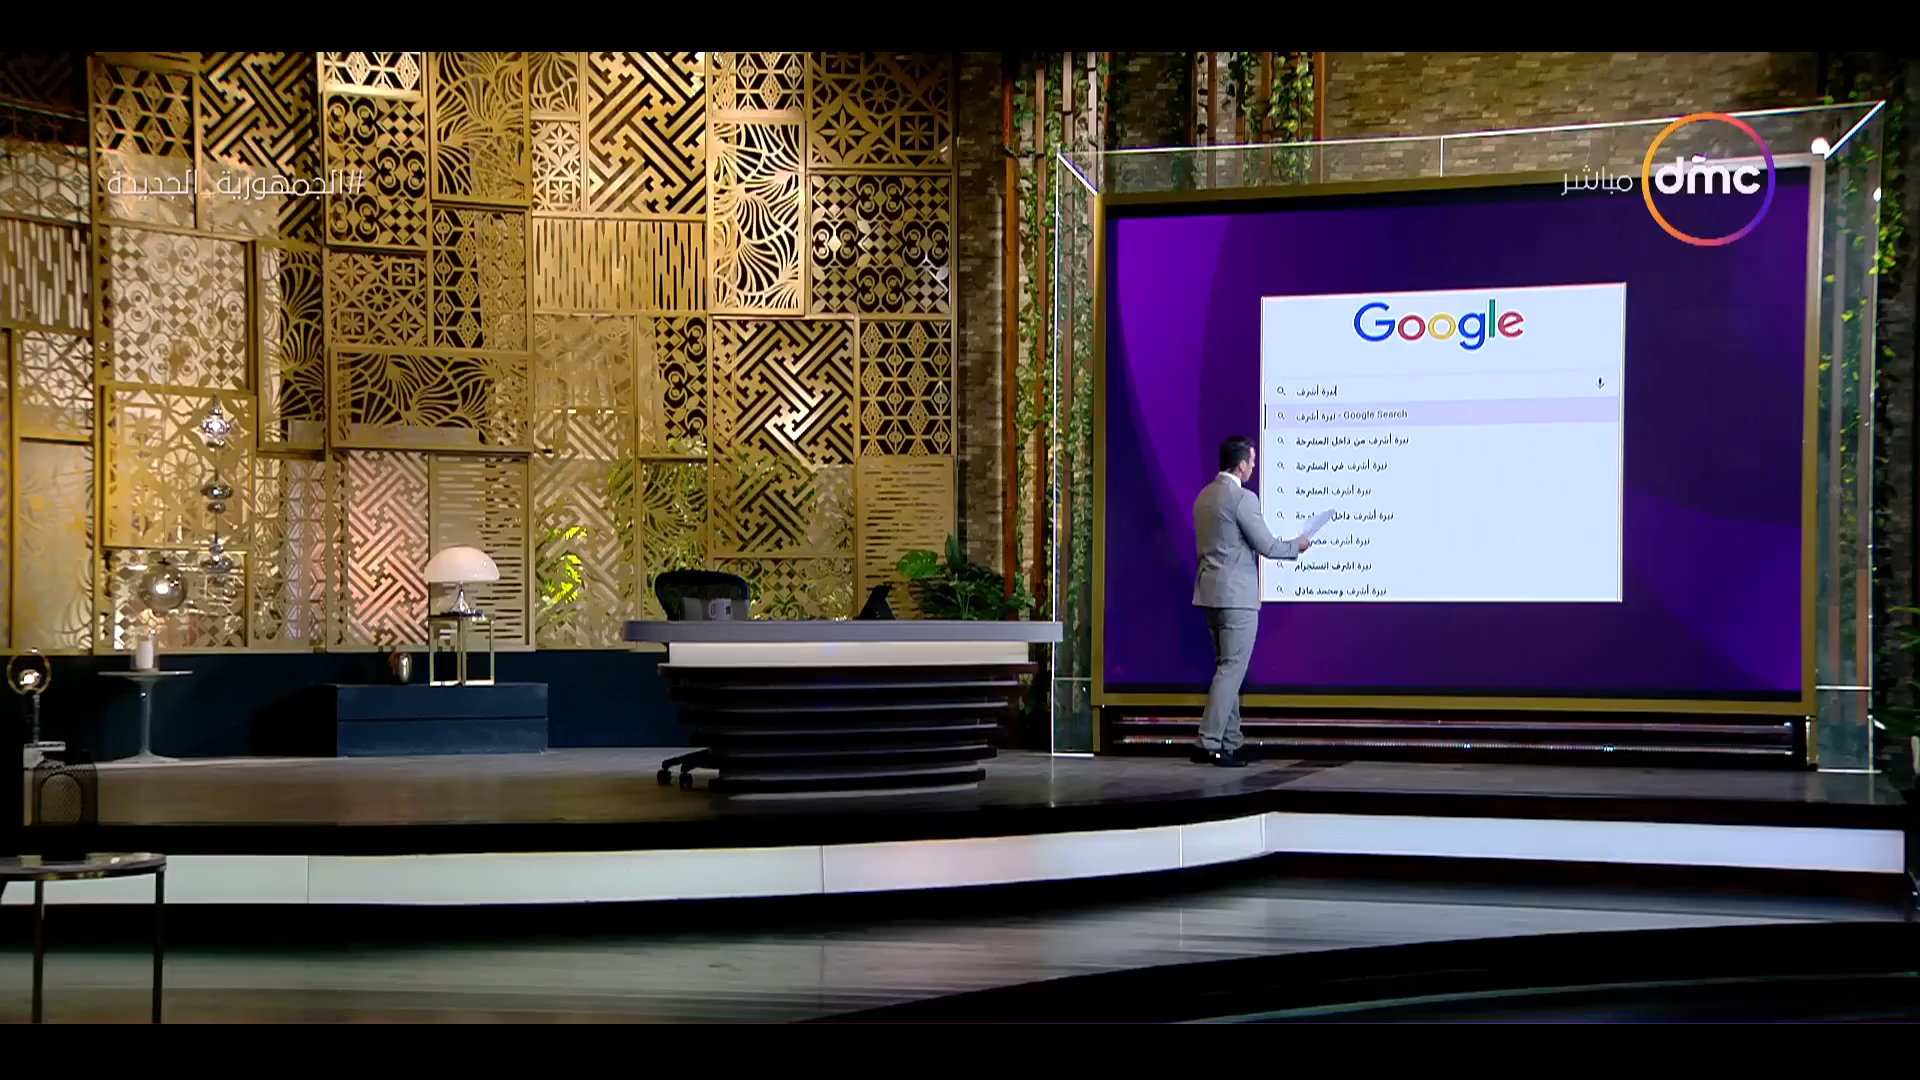 #الجمهورية_الجديدة
مباشر
dmc
Google
نيرة أشرف
نيرة أشرف - Google Search
نيرة أشرف من داخل المشرحة
نيرة أشرف في المشرحة
نيرة أشرف المشرحة
نيرة أشرف داخل
نيرة أشرف
نيرة اشرف انستجرام
نيرة أشرف ومحمد عادل